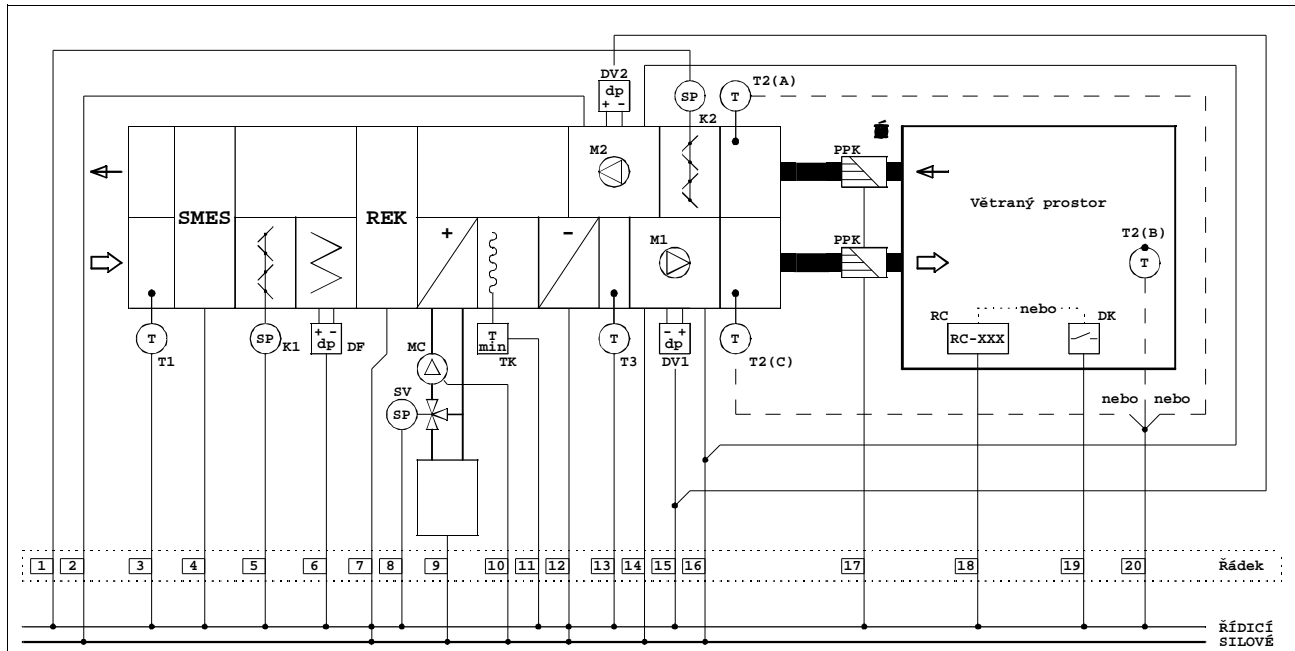 DV2
dp
+ -
SP
T2(A)
T
K2
M2
PPK
Větraný prostor
SMES
REK
+
-
M1
PPK
T2(B)
T
nebo
RC
RC-XXX
DK
T
T1
SP
K1
+ -
dp
DF
MC
T
min
TK
T
T3
- +
dp
DV1
T
T2(C)
SV
SP
nebo nebo
1 2 3 4 5 6 7 8 9 10 11 12 13 14 15 16 17 18 19 20 Řádek
ŘÍDICÍ
SILOVÉ